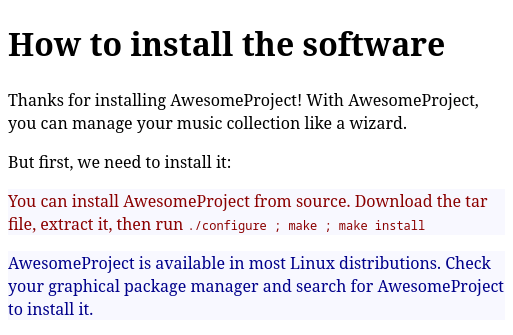 How to install the software
Thanks for installing AwesomeProject! With AwesomeProject,
you can manage your music collection like a wizard.
But first, we need to install it:
You can install AwesomeProject from source. Download the tar
file, extract it, then run ./configure ; make ; make install
AwesomeProject is available in most Linux distributions. Check
your graphical package manager and search for AwesomeProject
to install it.